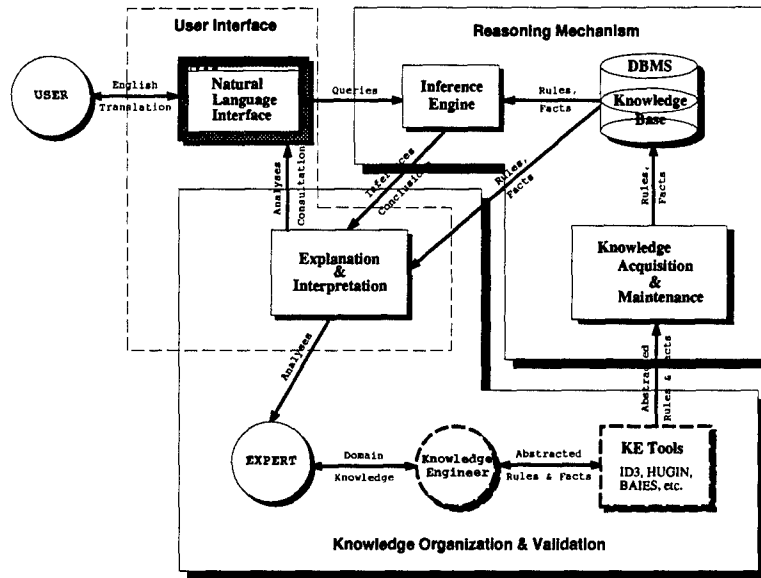 User Interface
Reasoning Mechanism
USER
English
Translation
Natural
Language
Interface
Queries
Inference
Engine
Rules,
Facts
DBMS
Knowledge
Base
Analyses
Consultation
Inferences
Conclusions
Rules,
Facts
Rules,
Facts
Explanation
&
Interpretation
Knowledge
Acquisition
&
Maintenance
Analyses
Abstracted
Rules & Facts
EXPERT
Domain
Knowledge
Knowledge
Engineer
Abstracted
Rules & Facts
KE Tools
ID3, HUGIN,
BAIES, etc.
Knowledge Organization & Validation